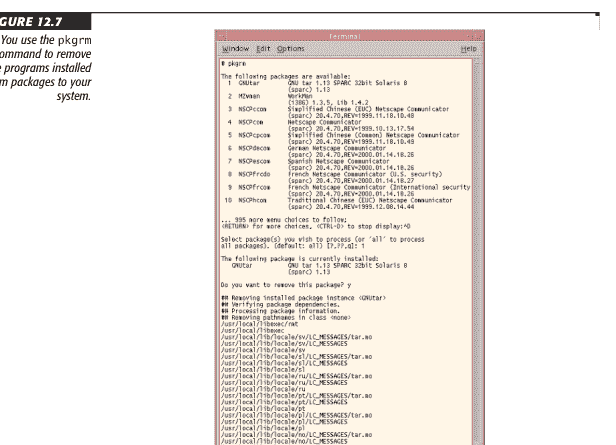 GURE 12.7
You use the pkgrm
ommand to remove
e programs installed
m packages to your
system.
Terminal
Window Edit Options Help
# pkgrm
The following packages are available:
1 GNUtar GNU tar 1.13 SPARC 32bit Solaris 8
(sparc) 1.13
2 MZwman WorkMan
(i386) 1.3.5, Lib 1.4.2
3 NSCPccom Simplified Chinese (EUC) Netscape Communicator
(sparc) 20.4.70,REV=1999.11.18.10.48
4 NSCPcom Netscape Communicator
(sparc) 20.4.70,REV=1999.10.13.17.54
5 NSCPcpcom Simplified Chinese (Common) Netscape Communicator
(sparc) 20.4.70,REV=1999.11.18.10.49
6 NSCPdecom German Netscape Communicator
(sparc) 20.4.70,REV=2000.01.14.18.26
7 NSCPescom Spanish Netscape Communicator
(sparc) 20.4.70,REV=2000.01.14.18.26
8 NSCPfrcdo French Netscape Communicator (U.S. security)
(sparc) 20.4.70,REV=2000.01.14.18.27
9 NSCPfrcom French Netscape Communicator (International security
(sparc) 20.4.70,REV=2000.01.14.18.26
10 NSCPhcom Traditional Chinese (EUC) Netscape Communicator
(sparc) 20.4.70,REV=1999.12.08.14.44
... 995 more menu choices to follow;
<RETURN> for more choices, <CTRL-D> to stop display:^D
Select package(s) you wish to process (or 'all' to process
all packages). (default: all) [?,??,q]: 1
The following package is currently installed:
GNUtar GNU tar 1.13 SPARC 32bit Solaris 8
(sparc) 1.13
Do you want to remove this package? y
## Removing installed package instance <GNUtar>
## Verifying package dependencies.
## Processing package information.
## Removing pathnames in class <none>
/usr/local/libexec/rmt
/usr/local/libexec
/usr/local/lib/locale/sv/LC_MESSAGES/tar.mo
/usr/local/lib/locale/sv/LC_MESSAGES
/usr/local/lib/locale/sv
/usr/local/lib/locale/sl/LC_MESSAGES/tar.mo
/usr/local/lib/locale/sl/LC_MESSAGES
/usr/local/lib/locale/sl
/usr/local/lib/locale/ru/LC_MESSAGES/tar.mo
/usr/local/lib/locale/ru/LC_MESSAGES
/usr/local/lib/locale/ru
/usr/local/lib/locale/pt/LC_MESSAGES/tar.mo
/usr/local/lib/locale/pt/LC_MESSAGES
/usr/local/lib/locale/pt
/usr/local/lib/locale/pl/LC_MESSAGES/tar.mo
/usr/local/lib/locale/pl/LC_MESSAGES
/usr/local/lib/locale/pl
/usr/local/lib/locale/no/LC_MESSAGES/tar.mo
/usr/local/lib/locale/no/LC_MESSAGES